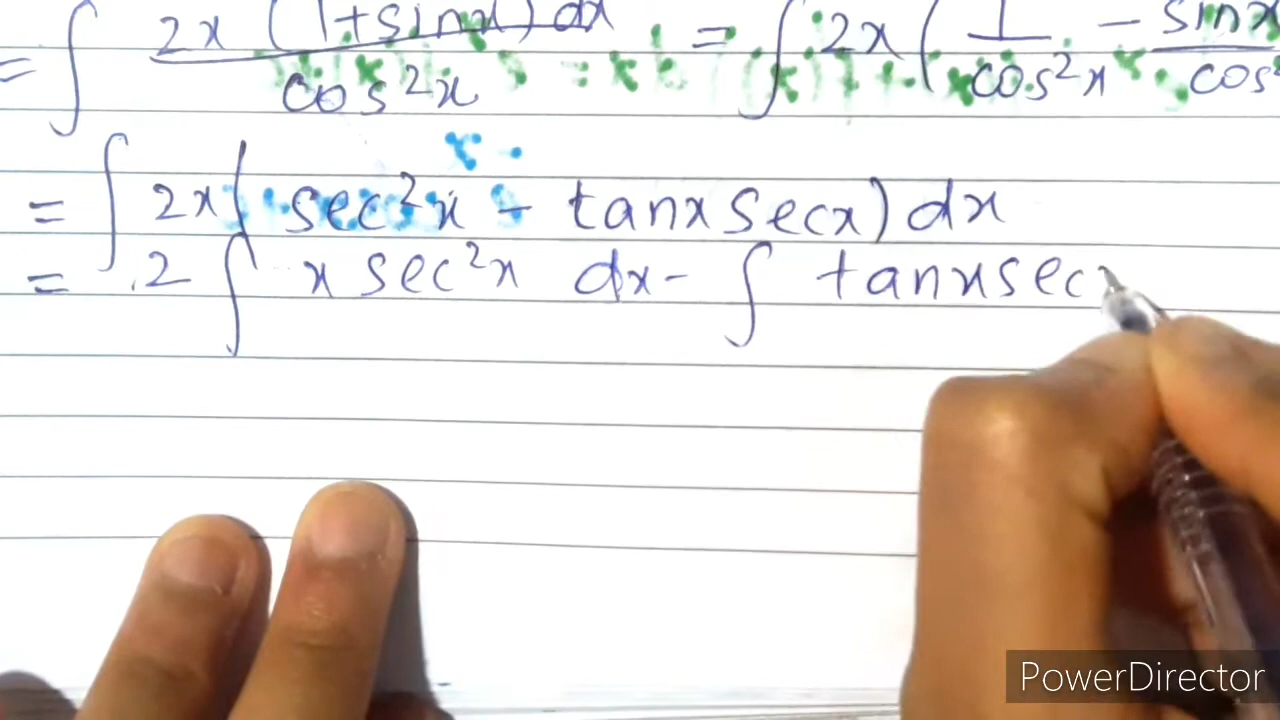 = ∫ 2x (1+sinx) dx / cos²x = ∫ 2x ( 1 / cos²x - sinx / cos²
= ∫ 2x ( sec²x - tanx secx ) dx
= 2 ∫ x sec²x dx - ∫ tanx sec
PowerDirector